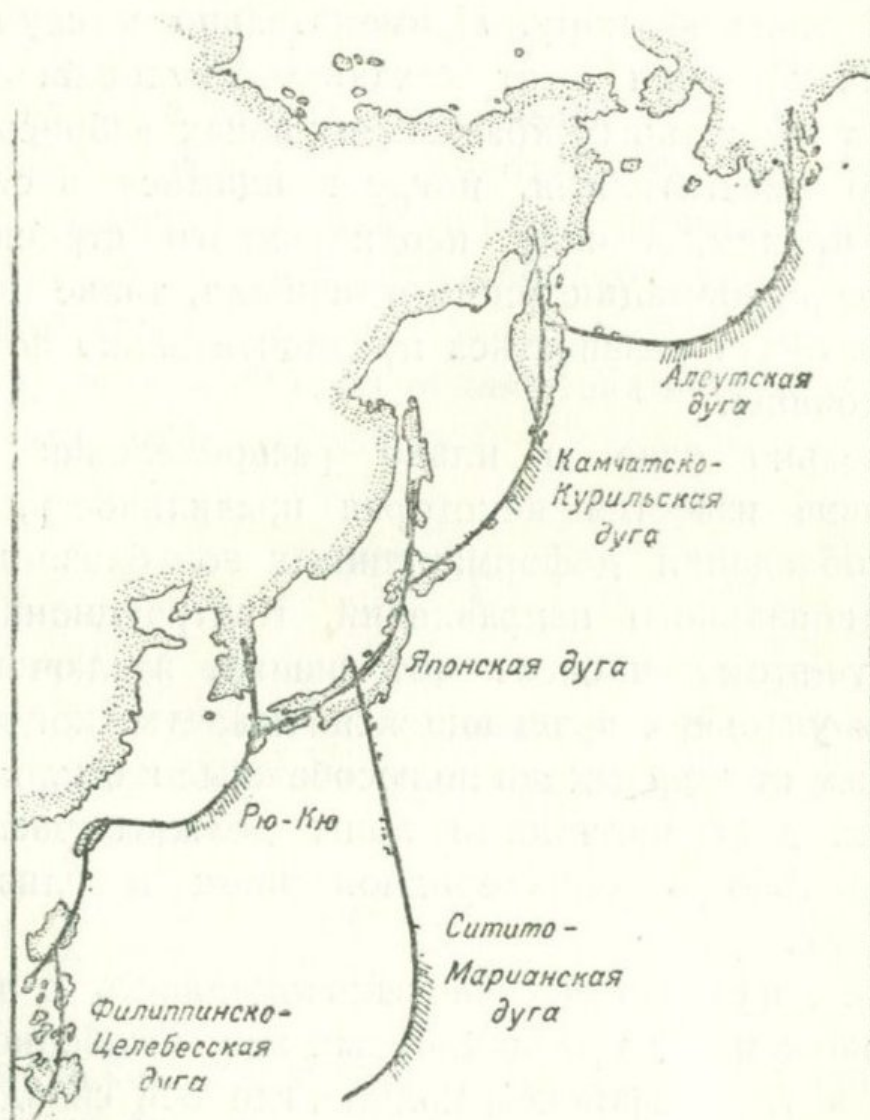 Алеутская
дуга
Камчатско-
Курильская
дуга
Японская дуга
Рю-Кю
Ситито-
Марианская
дуга
Филиппинско-
Целебесская
дуга